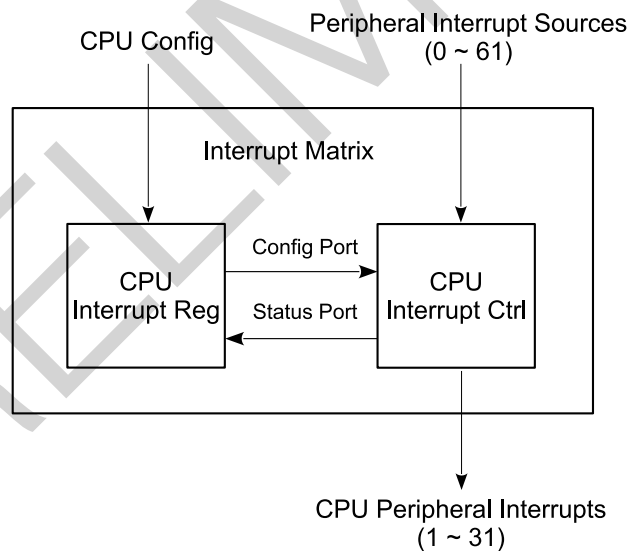 CPU Config
Peripheral Interrupt Sources
(0 ~ 61)
Interrupt Matrix
CPU
Interrupt Reg
Config Port
Status Port
CPU
Interrupt Ctrl
CPU Peripheral Interrupts
(1 ~ 31)